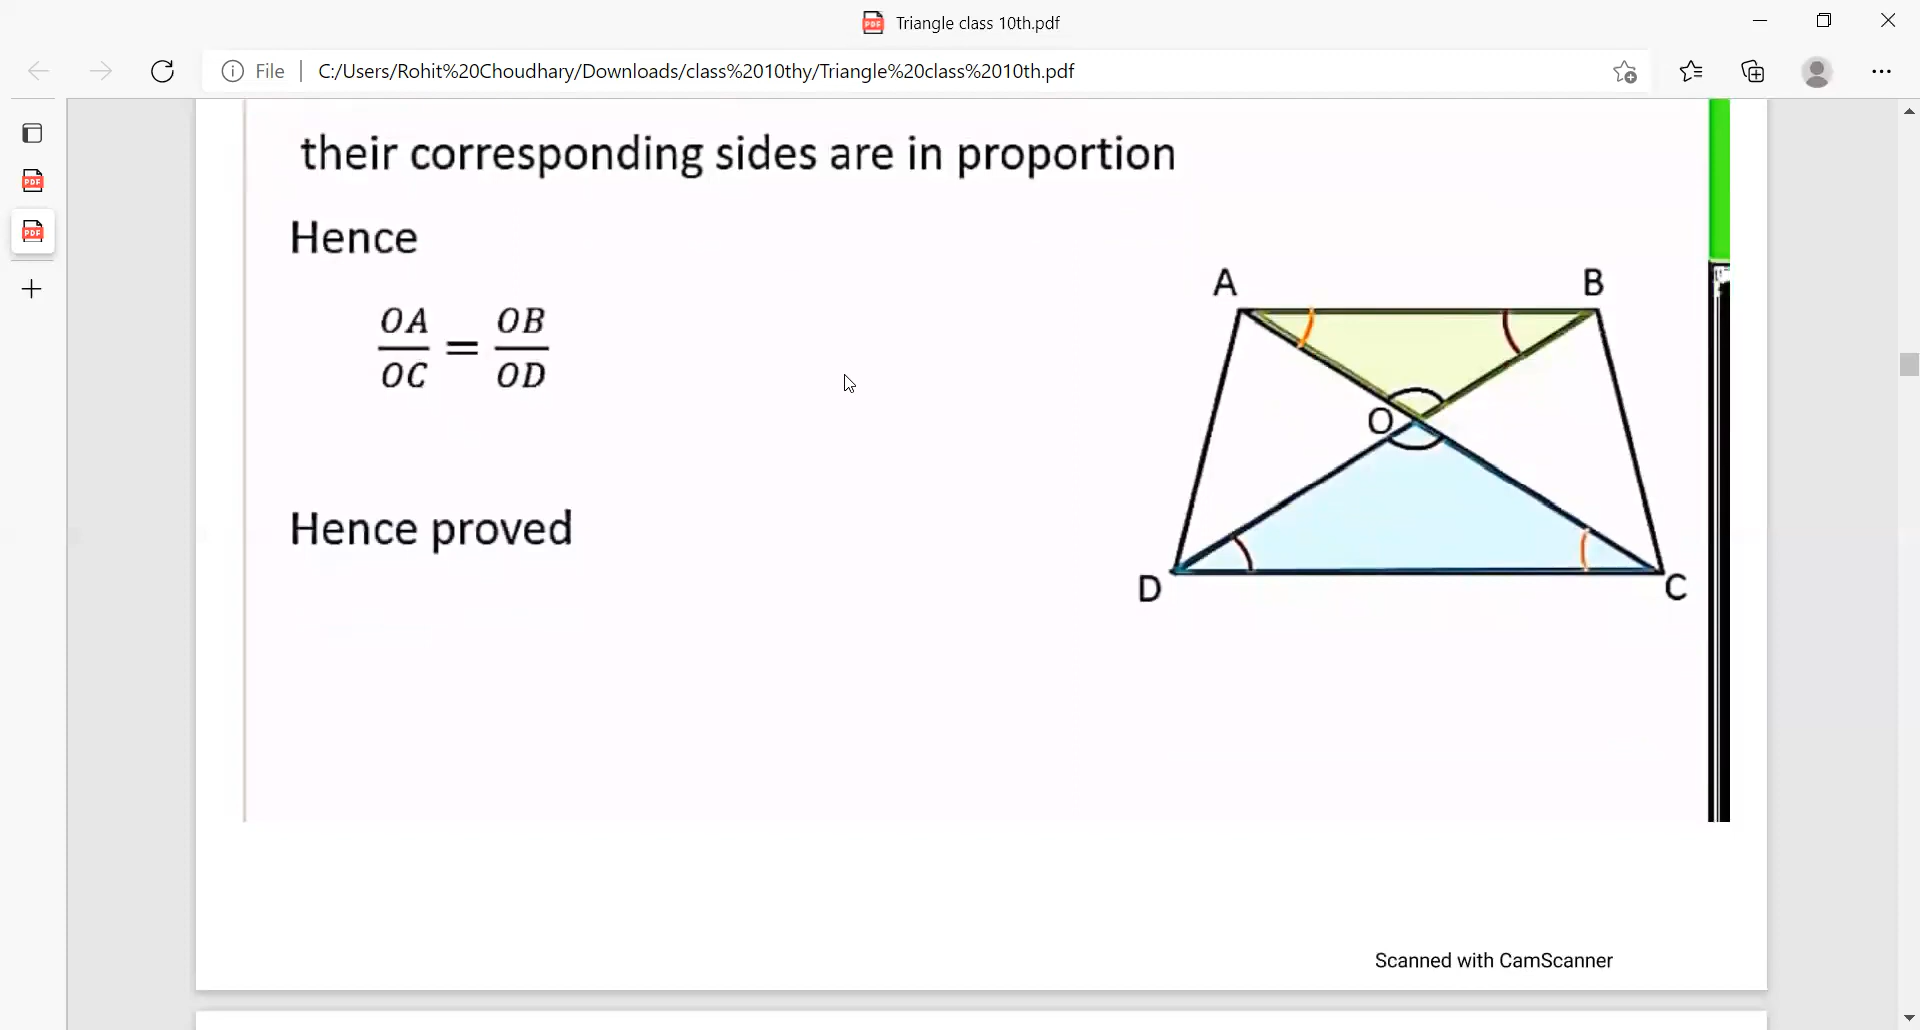 Triangle class 10th.pdf
File | C:/Users/Rohit%20Choudhary/Downloads/class%2010thy/Triangle%20class%2010th.pdf
their corresponding sides are in proportion
Hence
OA/OC = OB/OD
A B
O
D C
Hence proved
Scanned with CamScanner